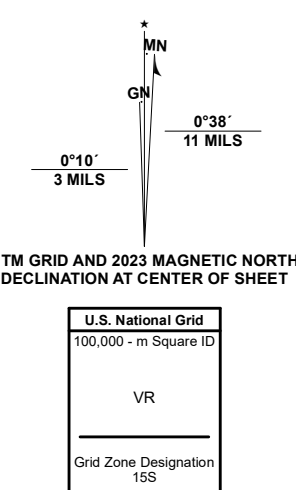 ★
MN
GN
0°38´
11 MILS
0°10´
3 MILS
TM GRID AND 2023 MAGNETIC NORTH
DECLINATION AT CENTER OF SHEET
U.S. National Grid
100,000 - m Square ID
VR
Grid Zone Designation
15S